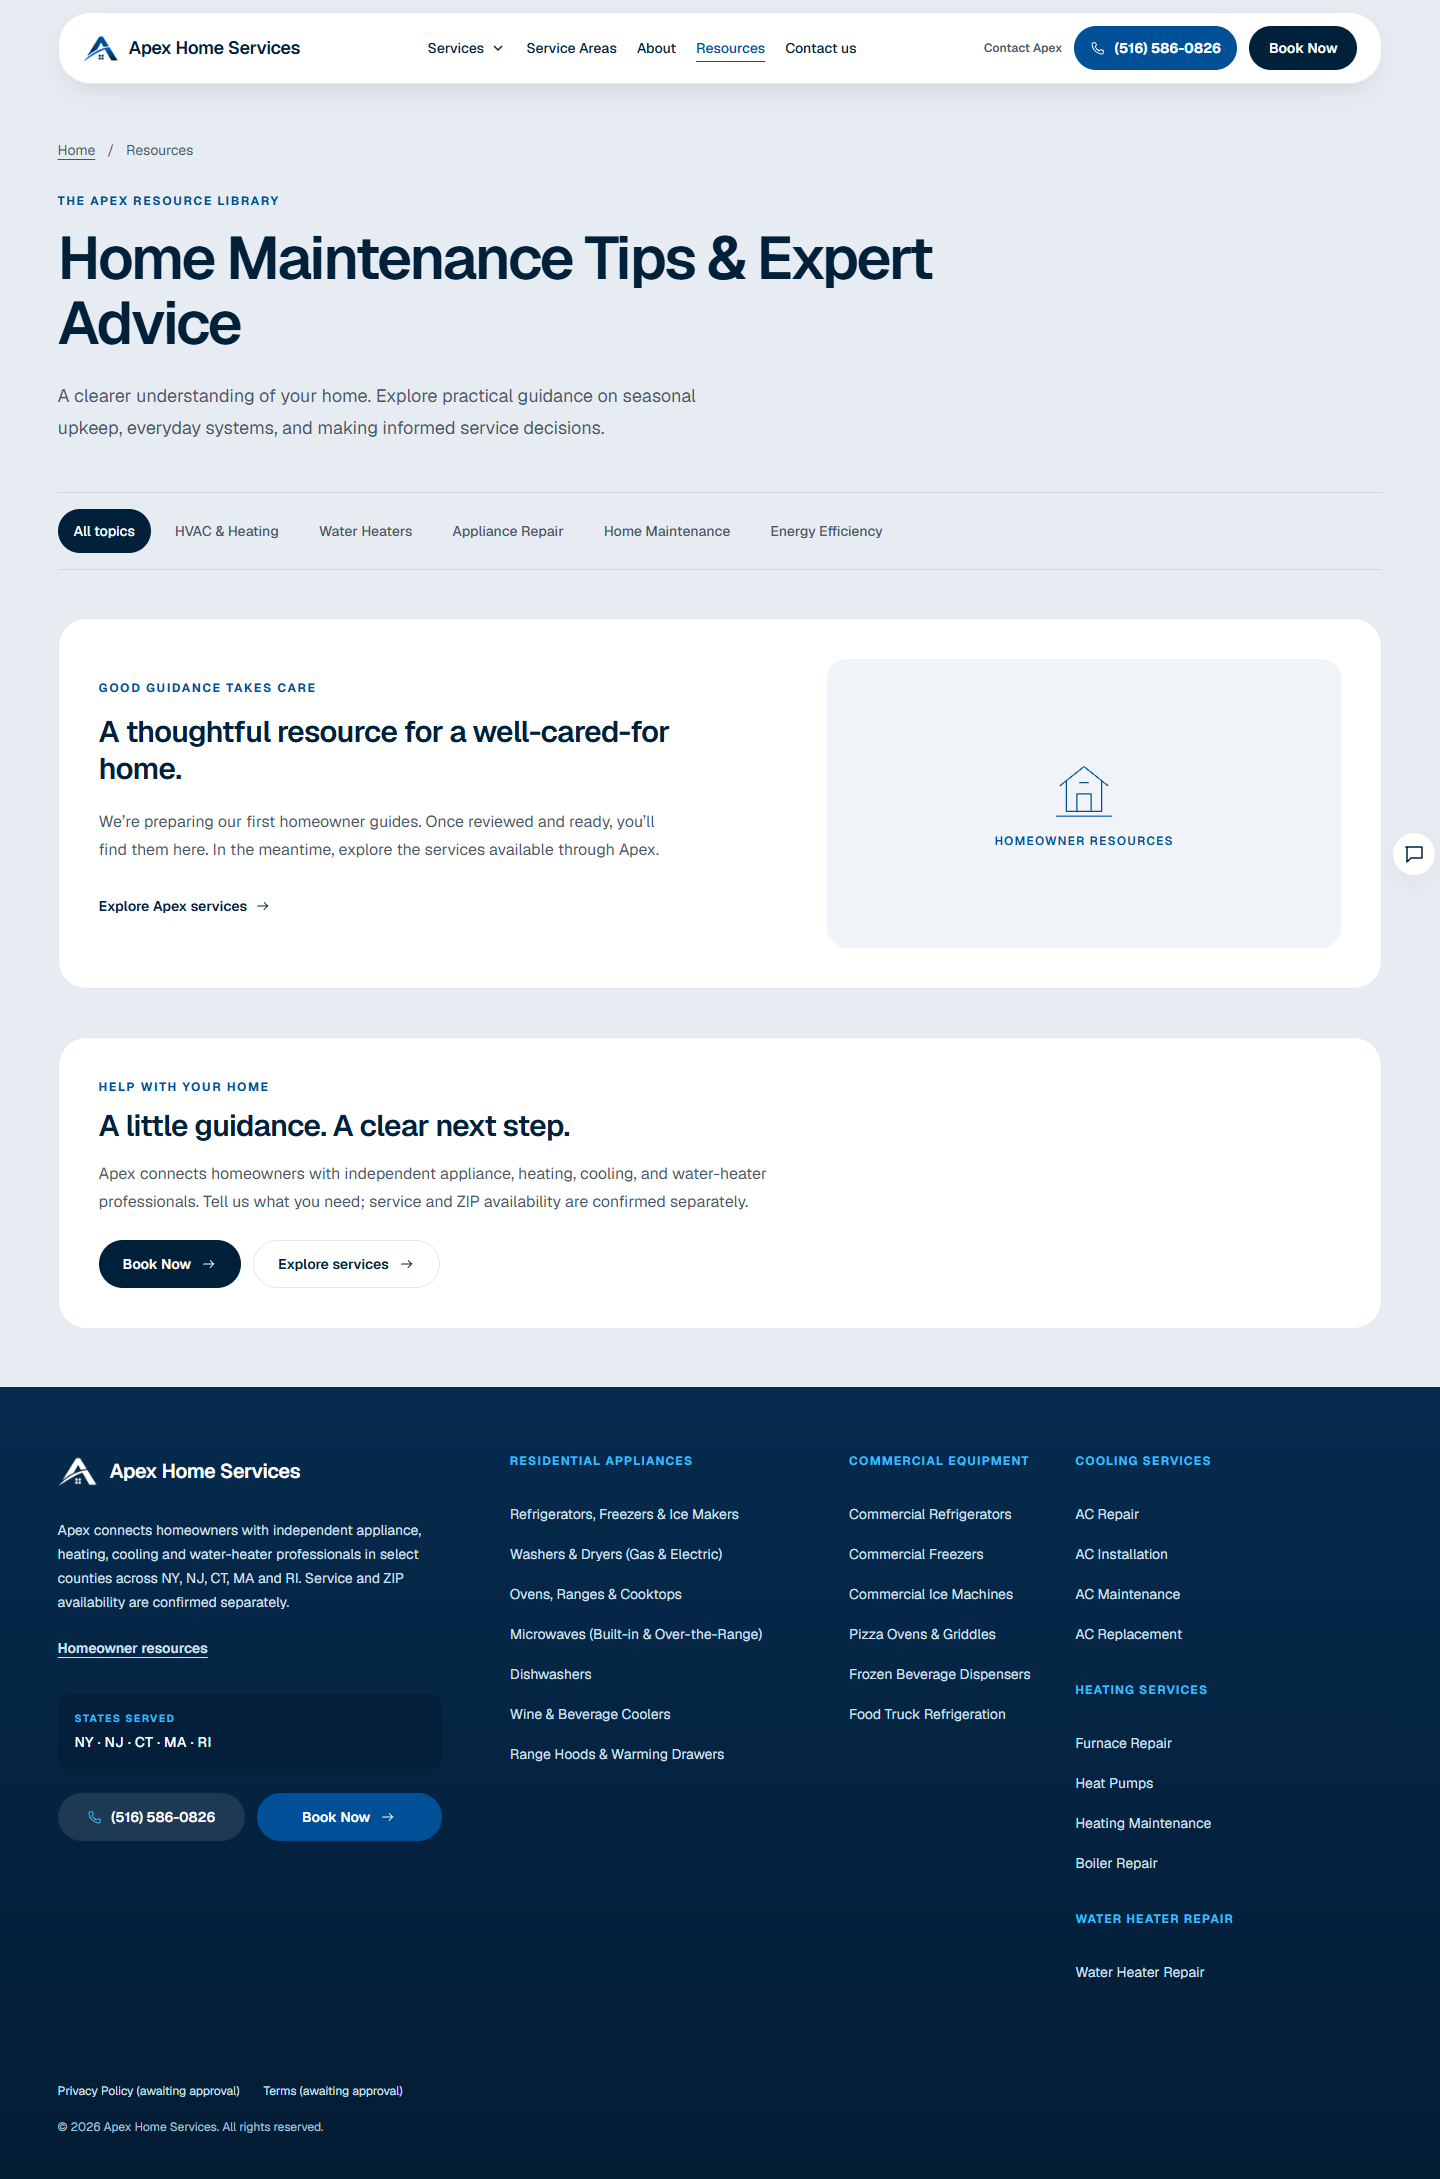 Apex Home Services
Services
Service Areas
About
Resources
Contact us
Contact Apex
(516) 586-0826
Book Now
Home / Resources
THE APEX RESOURCE LIBRARY
Home Maintenance Tips & Expert
Advice
A clearer understanding of your home. Explore practical guidance on seasonal
upkeep, everyday systems, and making informed service decisions.
All topics
HVAC & Heating
Water Heaters
Appliance Repair
Home Maintenance
Energy Efficiency
GOOD GUIDANCE TAKES CARE
A thoughtful resource for a well-cared-for
home.
We’re preparing our first homeowner guides. Once reviewed and ready, you’ll
find them here. In the meantime, explore the services available through Apex.
Explore Apex services
HOMEOWNER RESOURCES
HELP WITH YOUR HOME
A little guidance. A clear next step.
Apex connects homeowners with independent appliance, heating, cooling, and water-heater
professionals. Tell us what you need; service and ZIP availability are confirmed separately.
Book Now
Explore services
Apex Home Services
Apex connects homeowners with independent appliance,
heating, cooling and water-heater professionals in select
counties across NY, NJ, CT, MA and RI. Service and ZIP
availability are confirmed separately.
Homeowner resources
STATES SERVED
NY · NJ · CT · MA · RI
(516) 586-0826
Book Now
RESIDENTIAL APPLIANCES
Refrigerators, Freezers & Ice Makers
Washers & Dryers (Gas & Electric)
Ovens, Ranges & Cooktops
Microwaves (Built-in & Over-the-Range)
Dishwashers
Wine & Beverage Coolers
Range Hoods & Warming Drawers
COMMERCIAL EQUIPMENT
Commercial Refrigerators
Commercial Freezers
Commercial Ice Machines
Pizza Ovens & Griddles
Frozen Beverage Dispensers
Food Truck Refrigeration
COOLING SERVICES
AC Repair
AC Installation
AC Maintenance
AC Replacement
HEATING SERVICES
Furnace Repair
Heat Pumps
Heating Maintenance
Boiler Repair
WATER HEATER REPAIR
Water Heater Repair
Privacy Policy (awaiting approval)
Terms (awaiting approval)
© 2026 Apex Home Services. All rights reserved.